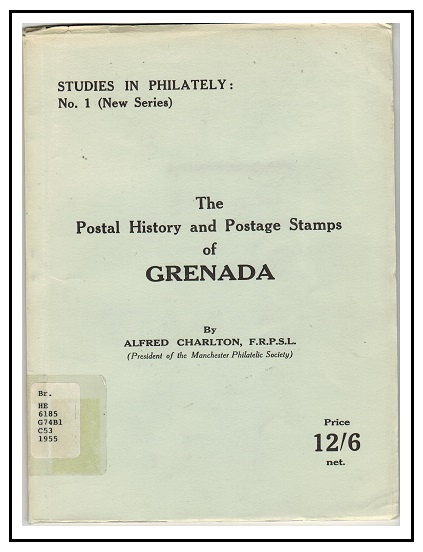 STUDIES IN PHILATELY:
No. 1 (New Series)
The
Postal History and Postage Stamps
of
GRENADA
By
ALFRED CHARLTON, F.R.P.S.L.
(President of the Manchester Philatelic Society)
Br.
HE
6185
G74B1
C53
1955
Price
12/6
net.